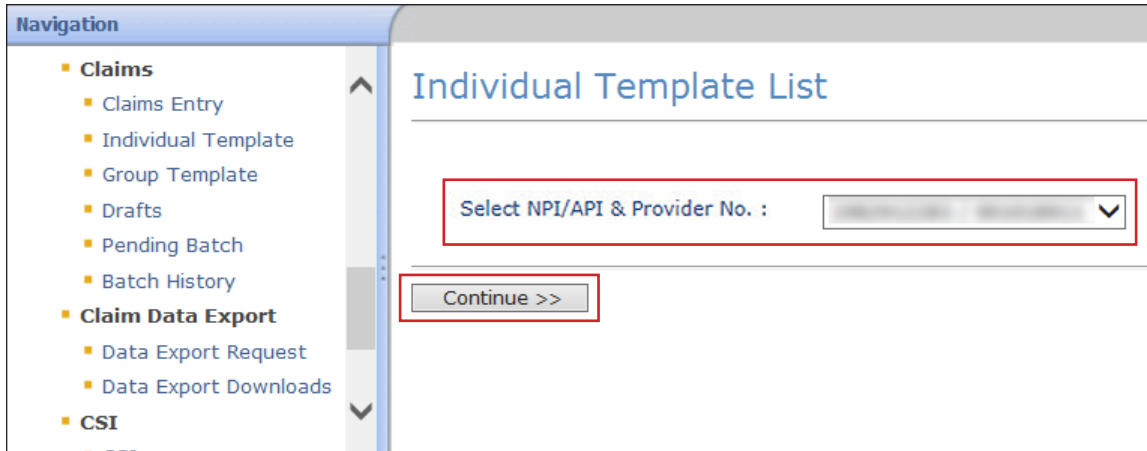 Navigation
Claims
Claims Entry
Individual Template
Group Template
Drafts
Pending Batch
Batch History
Claim Data Export
Data Export Request
Data Export Downloads
CSI
Individual Template List
Select NPI/API & Provider No. :
Continue >>